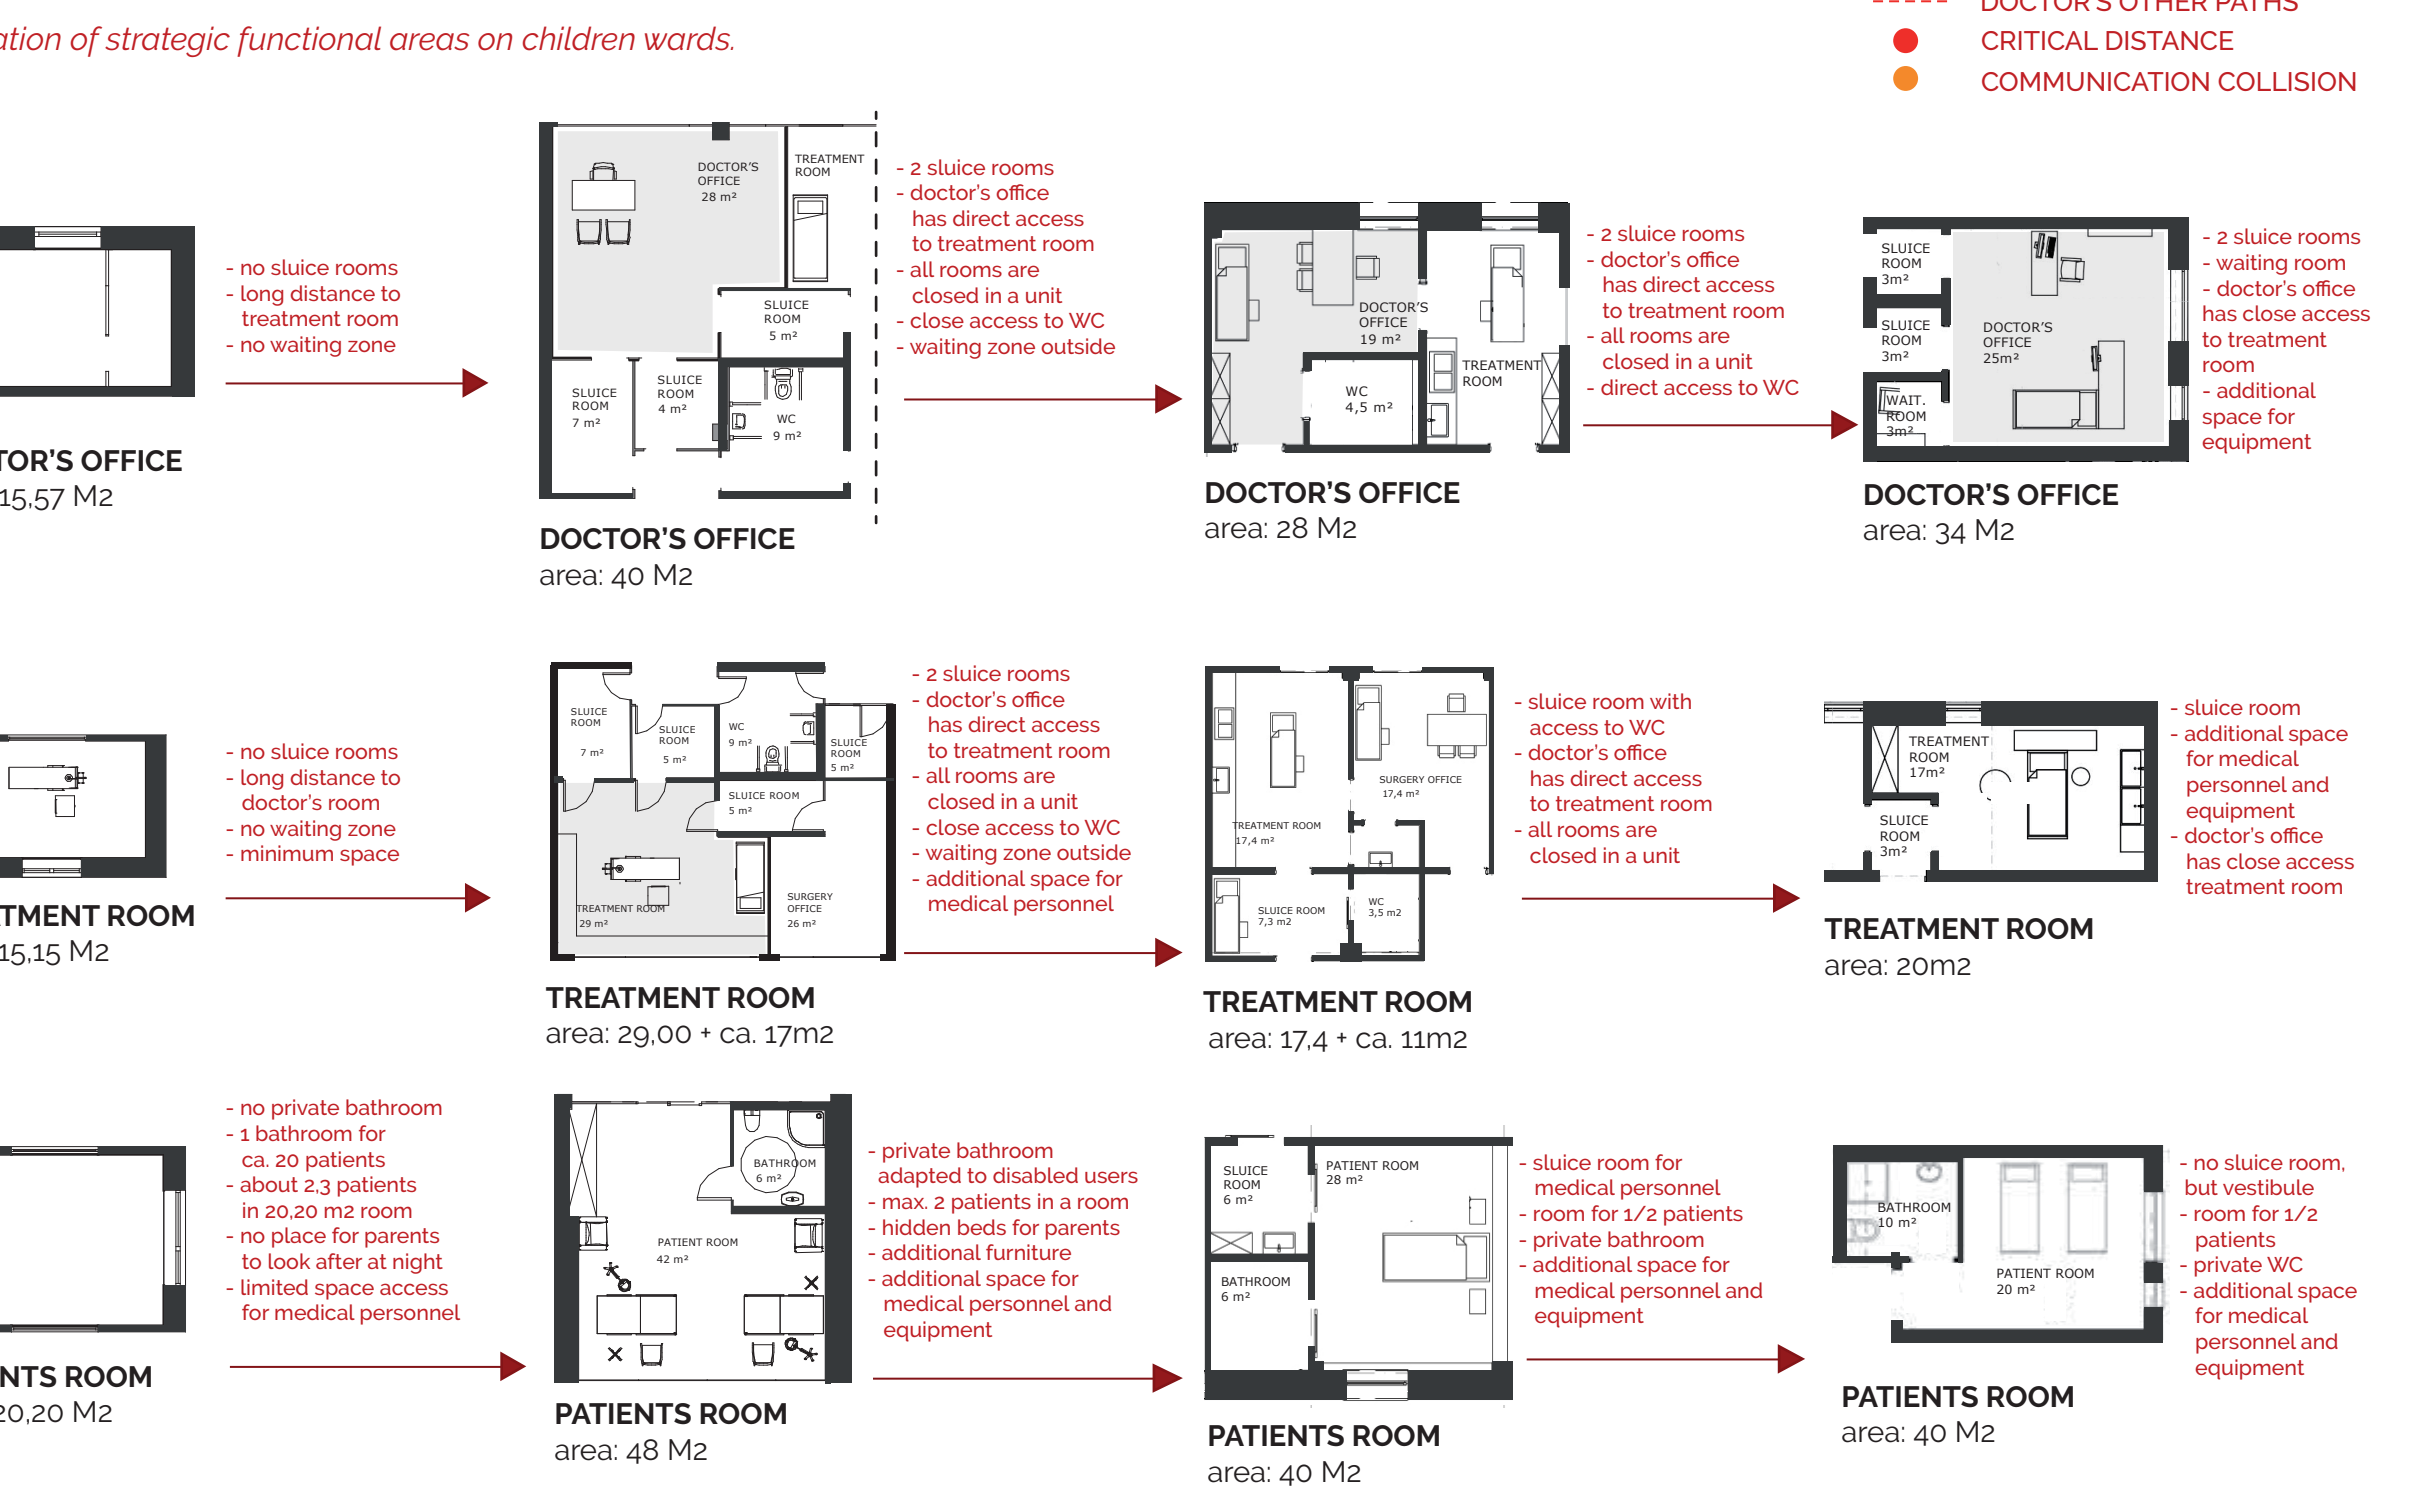 DOCTOR'S OTHER PATHS
CRITICAL DISTANCE
COMMUNICATION COLLISION
of strategic functional areas on children wards.
- no sluice rooms
- long distance to
treatment room
- no waiting zone
OFFICE
15,57 M2
DOCTOR'S
OFFICE
28 m²
TREATMENT
ROOM
SLUICE
ROOM
5 m²
SLUICE
ROOM
7 m²
SLUICE
ROOM
4 m²
WC
9 m²
DOCTOR'S OFFICE
area: 40 M2
- 2 sluice rooms
- doctor's office
has direct access
to treatment room
- all rooms are
closed in a unit
- close access to WC
- waiting zone outside
DOCTOR'S
OFFICE
19 m²
WC
4,5 m²
TREATMENT
ROOM
DOCTOR'S OFFICE
area: 28 M2
- 2 sluice rooms
- doctor's office
has direct access
to treatment room
- all rooms are
closed in a unit
- direct access to WC
SLUICE
ROOM
3m²
SLUICE
ROOM
3m²
WAIT.
ROOM
3m²
DOCTOR'S
OFFICE
25m²
DOCTOR'S OFFICE
area: 34 M2
- 2 sluice rooms
- waiting room
- doctor's office
has close access
to treatment
room
- additional
space for
equipment
- no sluice rooms
- long distance to
doctor's room
- no waiting zone
- minimum space
ROOM
15,15 M2
SLUICE
ROOM
7 m²
SLUICE
ROOM
5 m²
WC
9 m²
SLUICE
ROOM
5 m²
SLUICE ROOM
5 m²
TREATMENT ROOM
29 m²
SURGERY
OFFICE
26 m²
TREATMENT ROOM
area: 29,00 + ca. 17m2
- 2 sluice rooms
- doctor's office
has direct access
to treatment room
- all rooms are
closed in a unit
- close access to WC
- waiting zone outside
- additional space for
medical personnel
SURGERY OFFICE
17,4 m²
TREATMENT ROOM
17,4 m²
SLUICE ROOM
7,3 m2
WC
3,5 m2
TREATMENT ROOM
area: 17,4 + ca. 11m2
- sluice room with
access to WC
- doctor's office
has direct access
to treatment room
- all rooms are
closed in a unit
TREATMENT
ROOM
17m²
SLUICE
ROOM
3m²
TREATMENT ROOM
area: 20m2
- sluice room
- additional space
for medical
personnel and
equipment
- doctor's office
has close access
treatment room
- no private bathroom
- 1 bathroom for
ca. 20 patients
- about 2,3 patients
in 20,20 m2 room
- no place for parents
to look after at night
- limited space access
for medical personnel
ROOM
20,20 M2
BATHROOM
6 m²
PATIENT ROOM
42 m²
PATIENTS ROOM
area: 48 M2
- private bathroom
adapted to disabled users
- max. 2 patients in a room
- hidden beds for parents
- additional furniture
- additional space for
medical personnel and
equipment
SLUICE
ROOM
6 m²
PATIENT ROOM
28 m²
BATHROOM
6 m²
PATIENTS ROOM
area: 40 M2
- sluice room for
medical personnel
- room for 1/2 patients
- private bathroom
- additional space for
medical personnel and
equipment
BATHROOM
10 m²
PATIENT ROOM
20 m²
PATIENTS ROOM
area: 40 M2
- no sluice room,
but vestibule
- room for 1/2
patients
- private WC
- additional space
for medical
personnel and
equipment